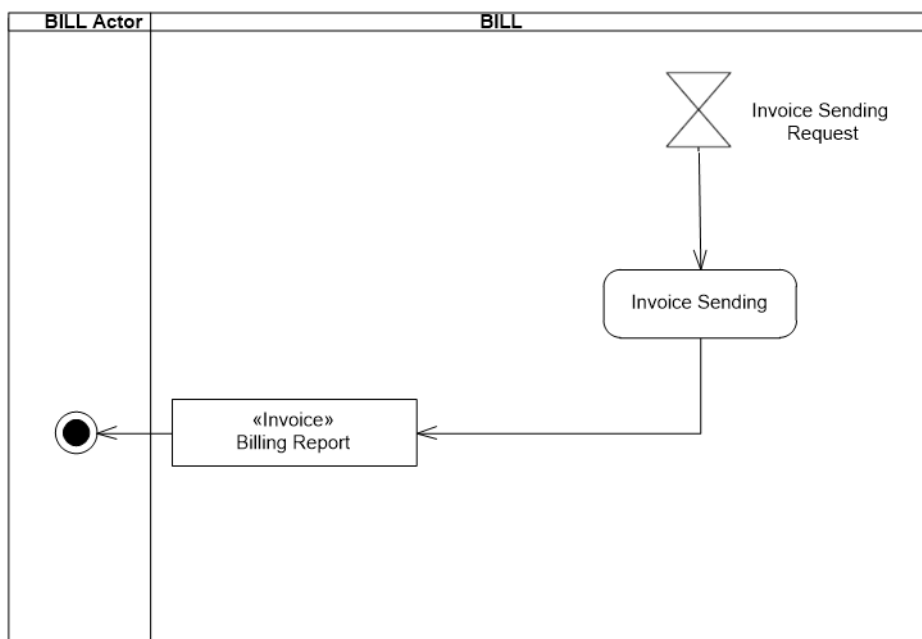 BILL Actor
BILL
Invoice Sending
Request
Invoice Sending
«Invoice»
Billing Report